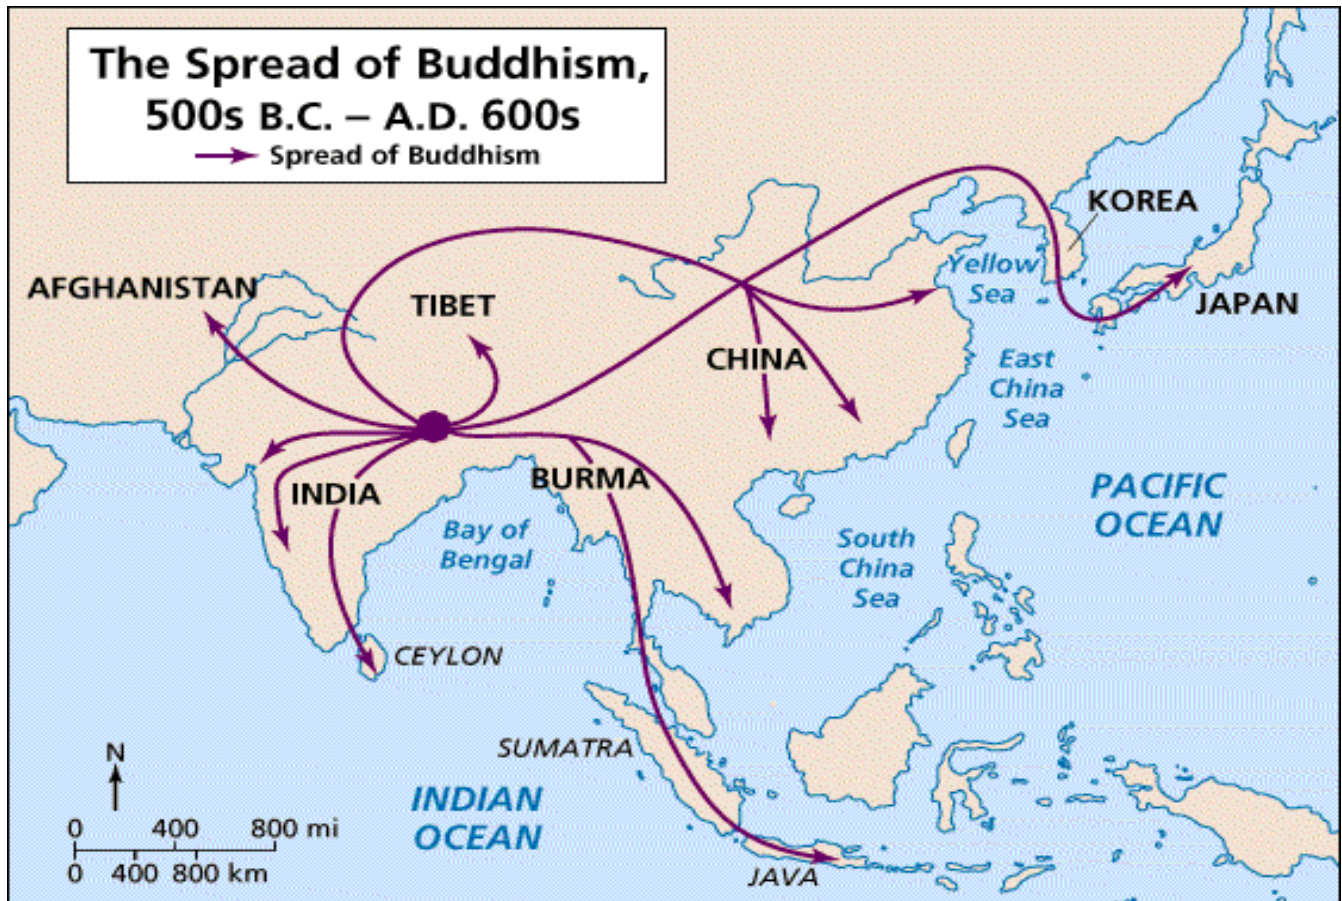 The Spread of Buddhism,
500s B.C. – A.D. 600s
Spread of Buddhism
KOREA
AFGHANISTAN
TIBET
Yellow
Sea
JAPAN
CHINA
East
China
Sea
BURMA
INDIA
PACIFIC
OCEAN
Bay of
Bengal
South
China
Sea
CEYLON
SUMATRA
INDIAN
OCEAN
JAVA
N
0 400 800 mi
0 400 800 km